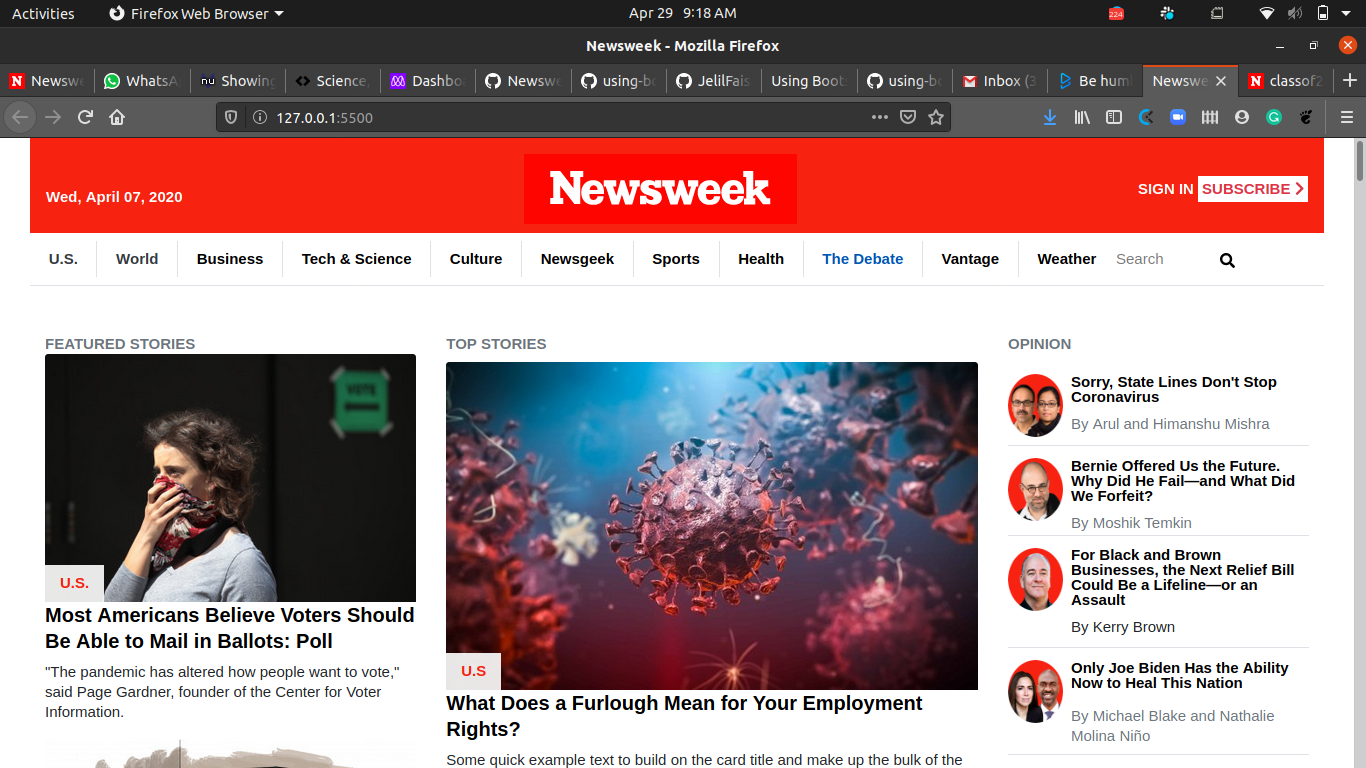 Activities Firefox Web Browser Apr 29 9:18 AM 224
Newsweek - Mozilla Firefox
Newswe WhatsA nu Showing Science, Dashbo Newswe using-bo JelilFais Using Boots using-bo Inbox (3 Be huml Newswe classof2
127.0.0.1:5500
Wed, April 07, 2020 Newsweek SIGN IN SUBSCRIBE
U.S. World Business Tech & Science Culture Newsgeek Sports Health The Debate Vantage Weather Search
FEATURED STORIES
VOTE
U.S.
Most Americans Believe Voters Should
Be Able to Mail in Ballots: Poll
"The pandemic has altered how people want to vote,"
said Page Gardner, founder of the Center for Voter
Information.
TOP STORIES
U.S
What Does a Furlough Mean for Your Employment
Rights?
Some quick example text to build on the card title and make up the bulk of the
OPINION
Sorry, State Lines Don't Stop
Coronavirus
By Arul and Himanshu Mishra
Bernie Offered Us the Future.
Why Did He Fail—and What Did
We Forfeit?
By Moshik Temkin
For Black and Brown
Businesses, the Next Relief Bill
Could Be a Lifeline—or an
Assault
By Kerry Brown
Only Joe Biden Has the Ability
Now to Heal This Nation
By Michael Blake and Nathalie
Molina Niño